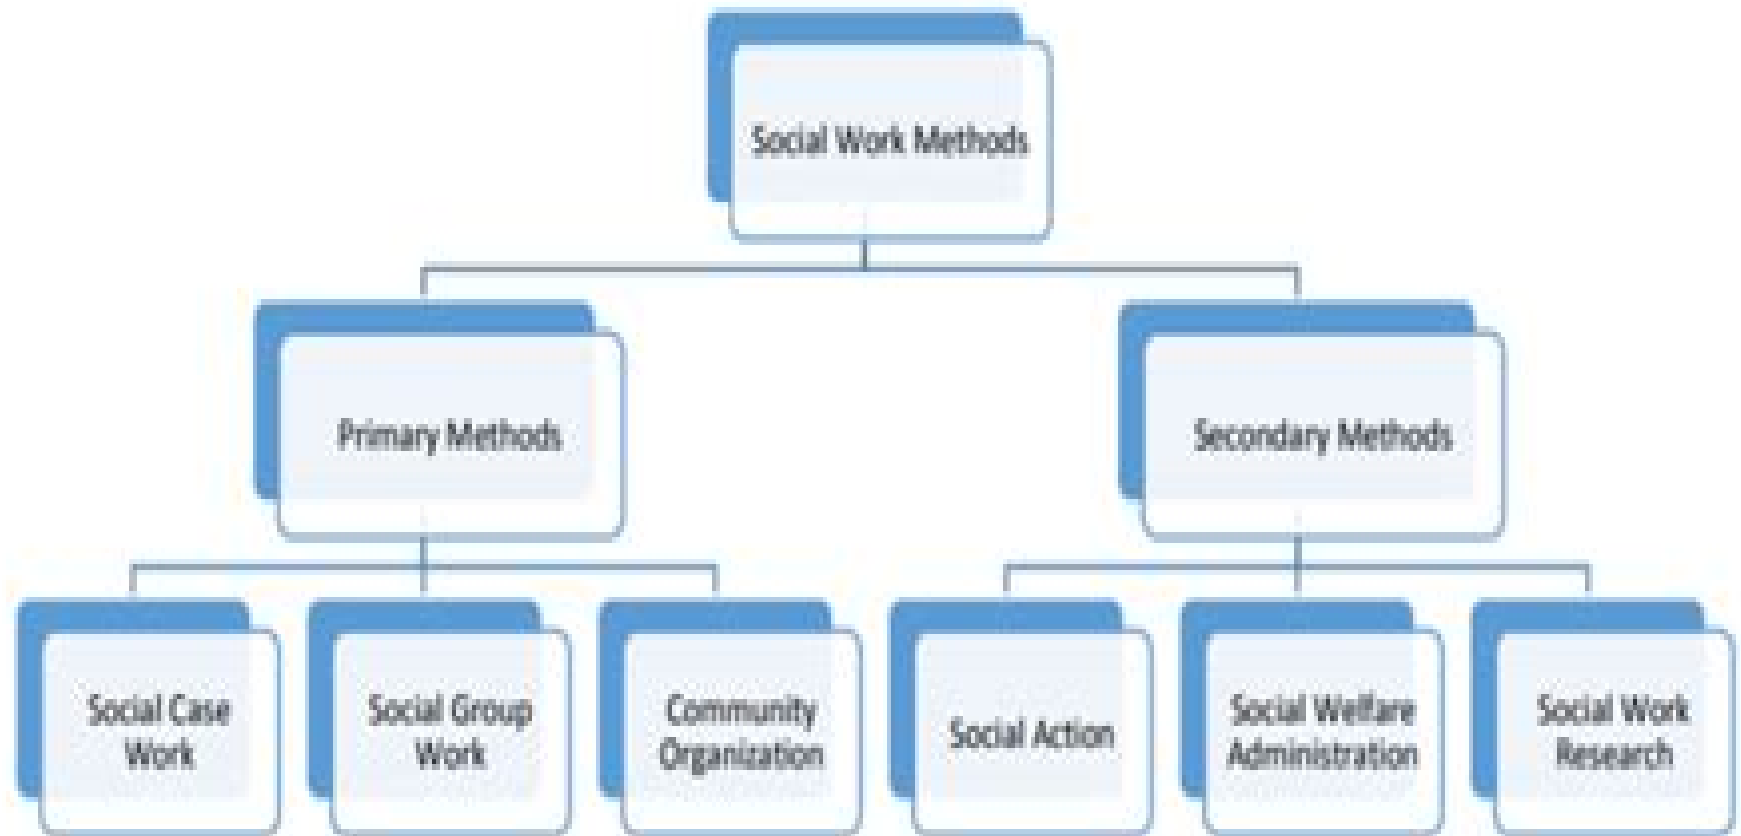 Social Work Methods
Primary Methods
Secondary Methods
Social Case
Work
Social Group
Work
Community
Organization
Social Action
Social Welfare
Administration
Social Work
Research